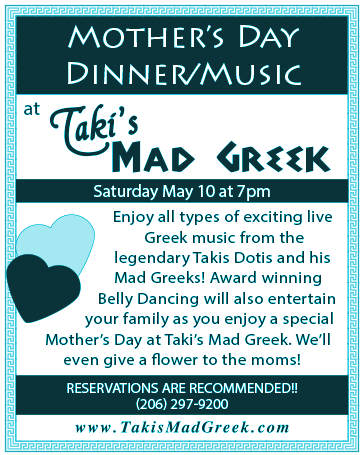 Mother's Day
Dinner/Music
at
Taki's
Mad Greek
Saturday May 10 at 7pm
Enjoy all types of exciting live
Greek music from the
legendary Takis Dotis and his
Mad Greeks! Award winning
Belly Dancing will also entertain
your family as you enjoy a special
Mother's Day at Taki's Mad Greek. We'll
even give a flower to the moms!
RESERVATIONS ARE RECOMMENDED!!
(206) 297-9200
www.TakisMadGreek.com